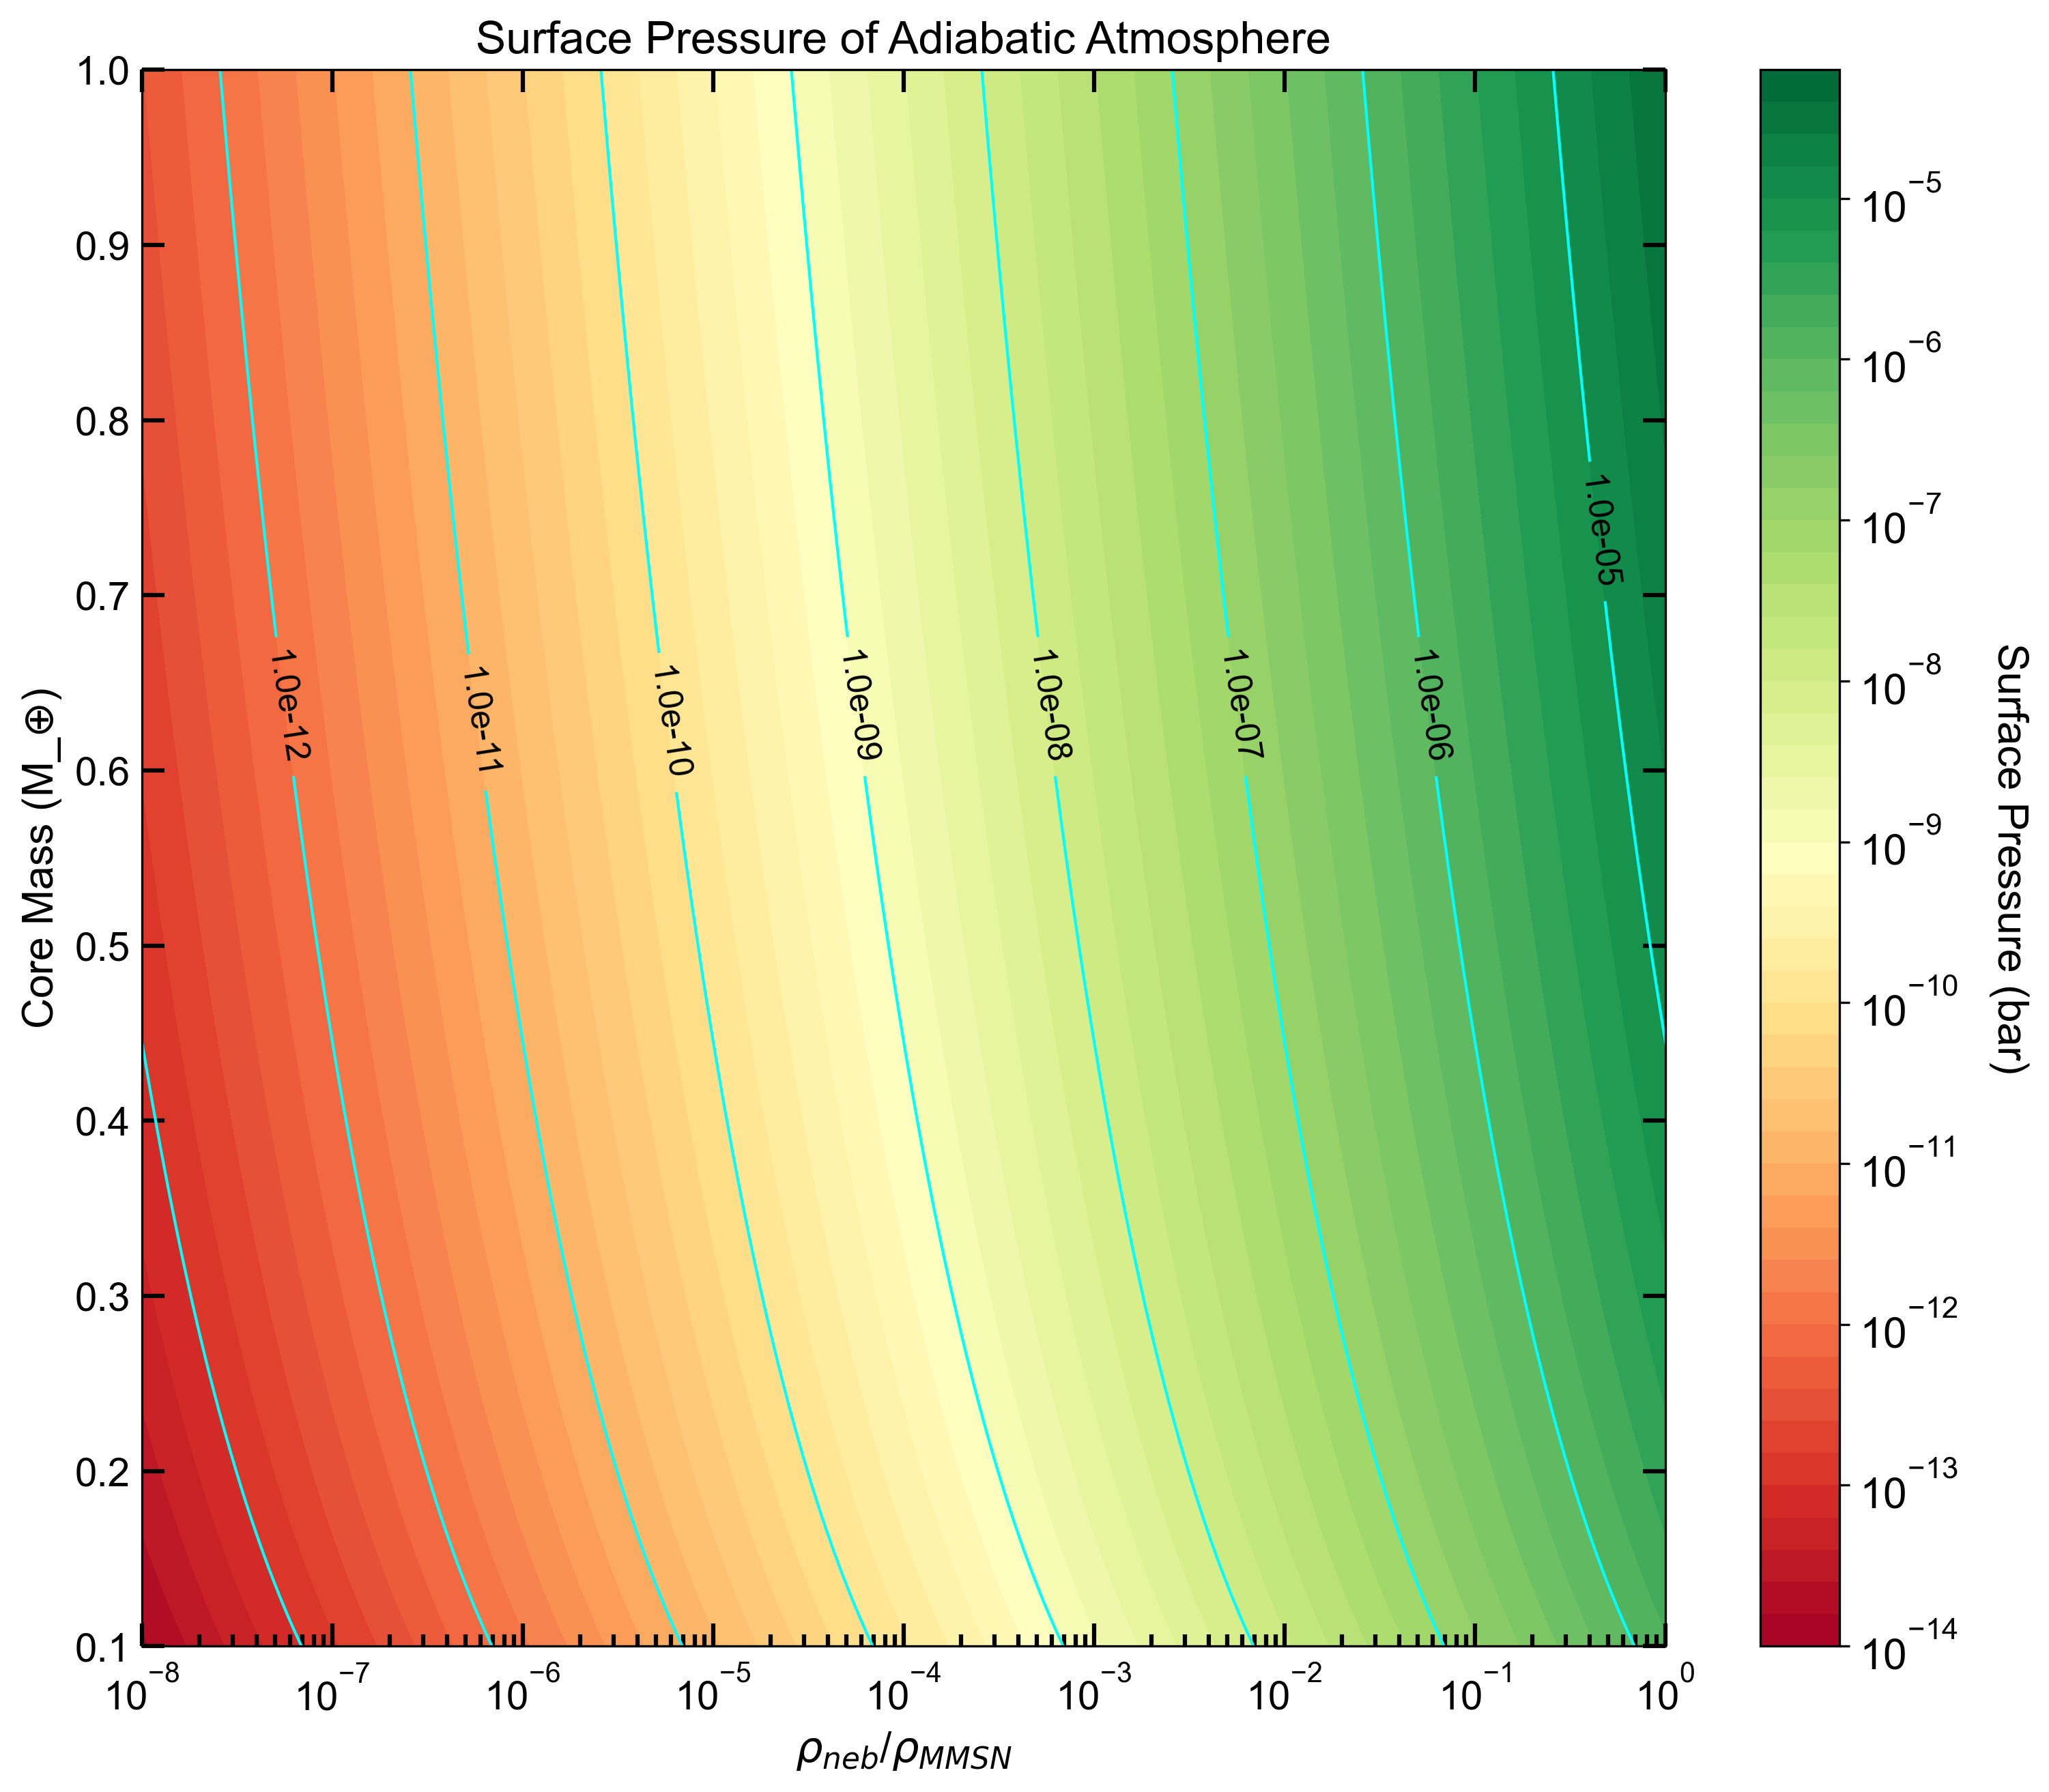 Surface Pressure of Adiabatic Atmosphere
Core Mass (M_⊕)
1.0
0.9
0.8
0.7
0.6
0.5
0.4
0.3
0.2
0.1
1.0e-12
1.0e-11
1.0e-10
1.0e-09
1.0e-08
1.0e-07
1.0e-06
1.0e-05
10⁻⁸
10⁻⁷
10⁻⁶
10⁻⁵
10⁻⁴
10⁻³
10⁻²
10⁻¹
10⁰
ρ_neb/ρ_MMSN
10⁻⁵
10⁻⁶
10⁻⁷
10⁻⁸
10⁻⁹
10⁻¹⁰
10⁻¹¹
10⁻¹²
10⁻¹³
10⁻¹⁴
Surface Pressure (bar)